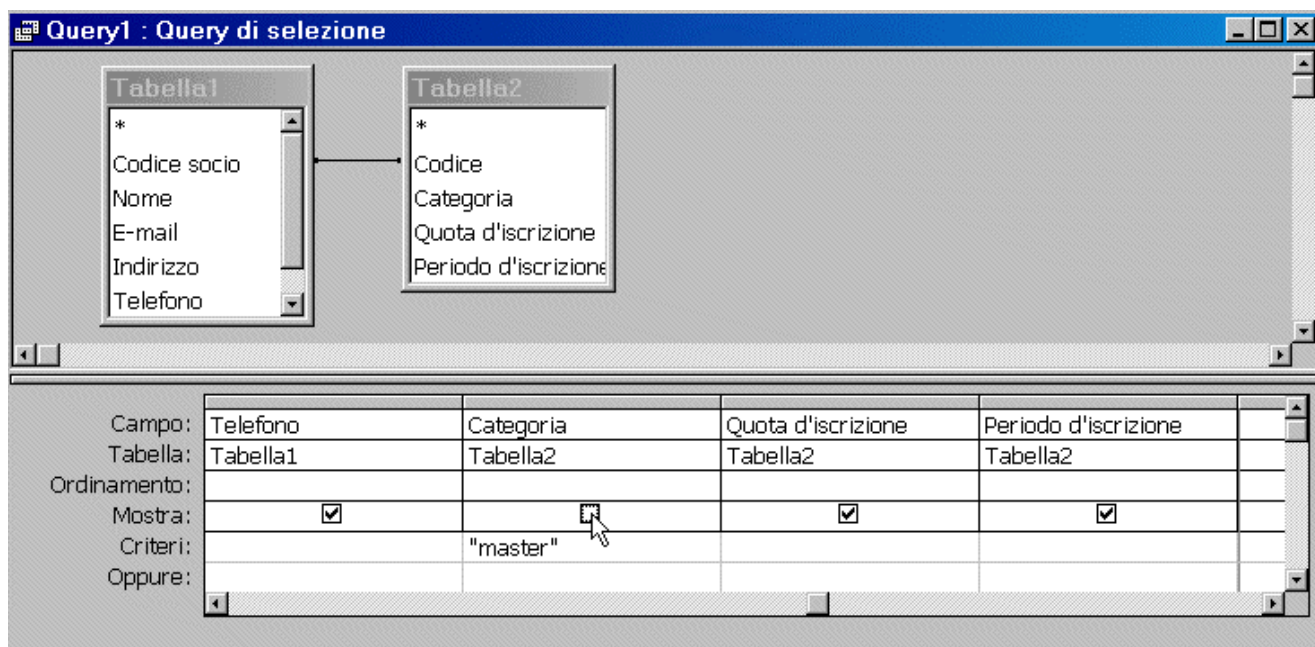 Query1 : Query di selezione
Tabella1
*
Codice socio
Nome
E-mail
Indirizzo
Telefono
Tabella2
*
Codice
Categoria
Quota d'iscrizione
Periodo d'iscrizione
Campo: Telefono Categoria Quota d'iscrizione Periodo d'iscrizione
Tabella: Tabella1 Tabella2 Tabella2 Tabella2
Ordinamento:
Mostra:
Criteri: "master"
Oppure: